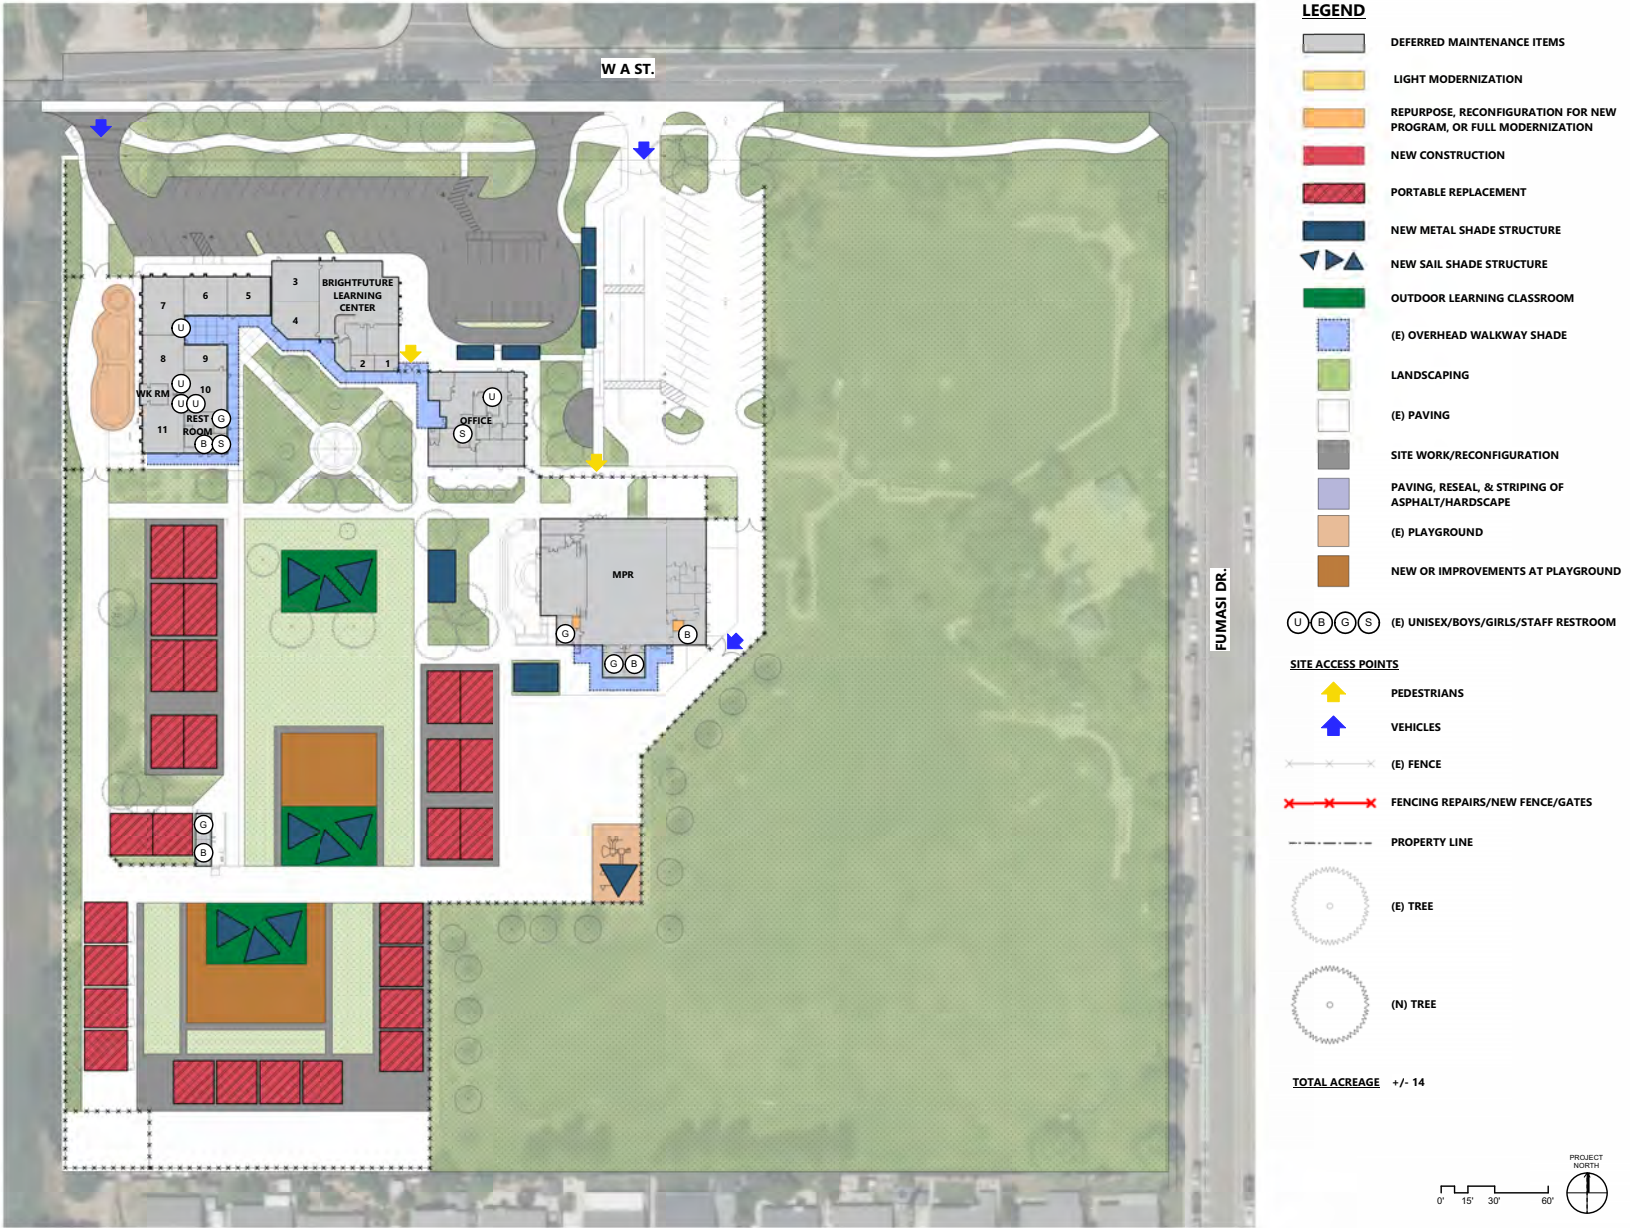 W A ST.
3
BRIGHTFUTURE
LEARNING
CENTER
7
6
5
4
U
8
9
2
1
U
WK RM
10
U
U
U
REST
ROOM
G
11
B
S
OFFICE
S
MPR
G
B
G
B
G
B
FUMASI DR.
LEGEND
DEFERRED MAINTENANCE ITEMS
LIGHT MODERNIZATION
REPURPOSE, RECONFIGURATION FOR NEW
PROGRAM, OR FULL MODERNIZATION
NEW CONSTRUCTION
PORTABLE REPLACEMENT
NEW METAL SHADE STRUCTURE
NEW SAIL SHADE STRUCTURE
OUTDOOR LEARNING CLASSROOM
(E) OVERHEAD WALKWAY SHADE
LANDSCAPING
(E) PAVING
SITE WORK/RECONFIGURATION
PAVING, RESEAL, & STRIPING OF
ASPHALT/HARDSCAPE
(E) PLAYGROUND
NEW OR IMPROVEMENTS AT PLAYGROUND
U B G S (E) UNISEX/BOYS/GIRLS/STAFF RESTROOM
SITE ACCESS POINTS
PEDESTRIANS
VEHICLES
(E) FENCE
FENCING REPAIRS/NEW FENCE/GATES
PROPERTY LINE
(E) TREE
(N) TREE
TOTAL ACREAGE +/- 14
PROJECT
NORTH
0' 15' 30' 60'